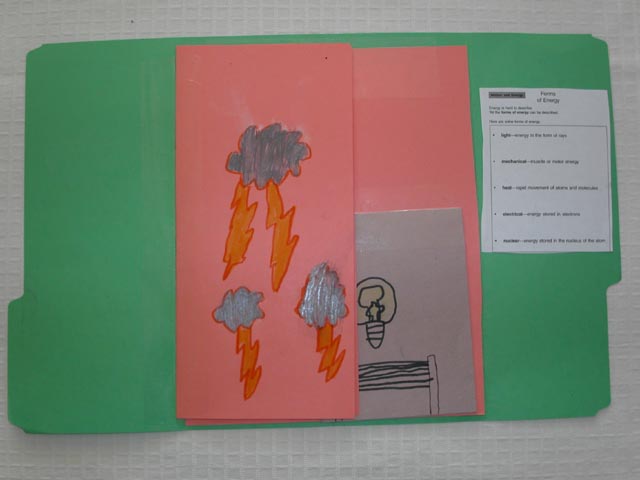 Matter and Energy
Forms
of Energy
Energy is hard to describe.
the forms of energy can be described.
Here are some forms of energy.
light—energy in the form of rays
mechanical—muscle or motor energy
heat—rapid movement of atoms and molecules
electrical—energy stored in electrons
nuclear—energy stored in the nucleus of the atom